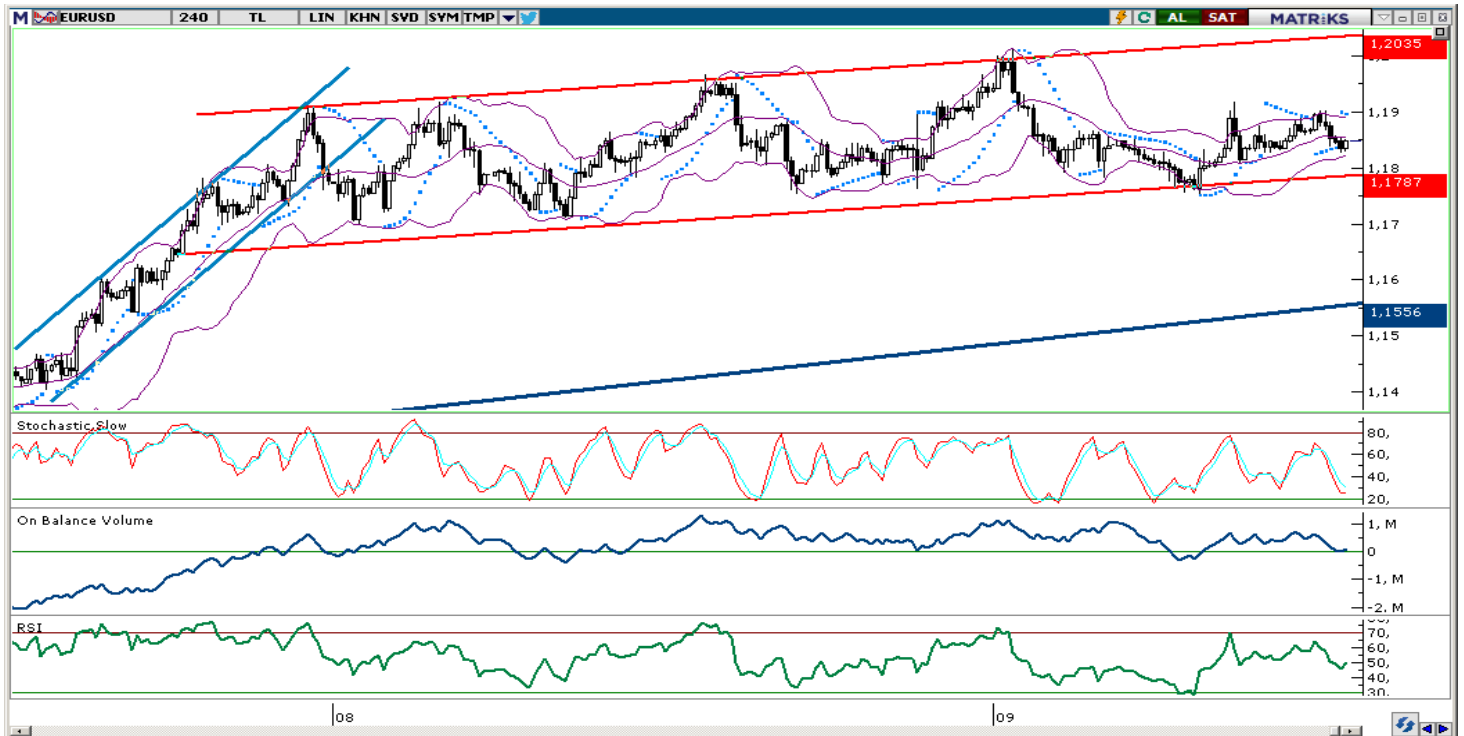 M EURUSD 240 TL LIN KHN SVD SYM TMP AL SAT MATRiKS
1,2035
1,19
1,18
1,1787
1,17
1,16
1,1556
1,15
1,14
Stochastic Slow
80,
60,
40,
20,
On Balance Volume
1, M
0
-1, M
-2. M
RSI
70,
60,
50,
40,
30,
08 09